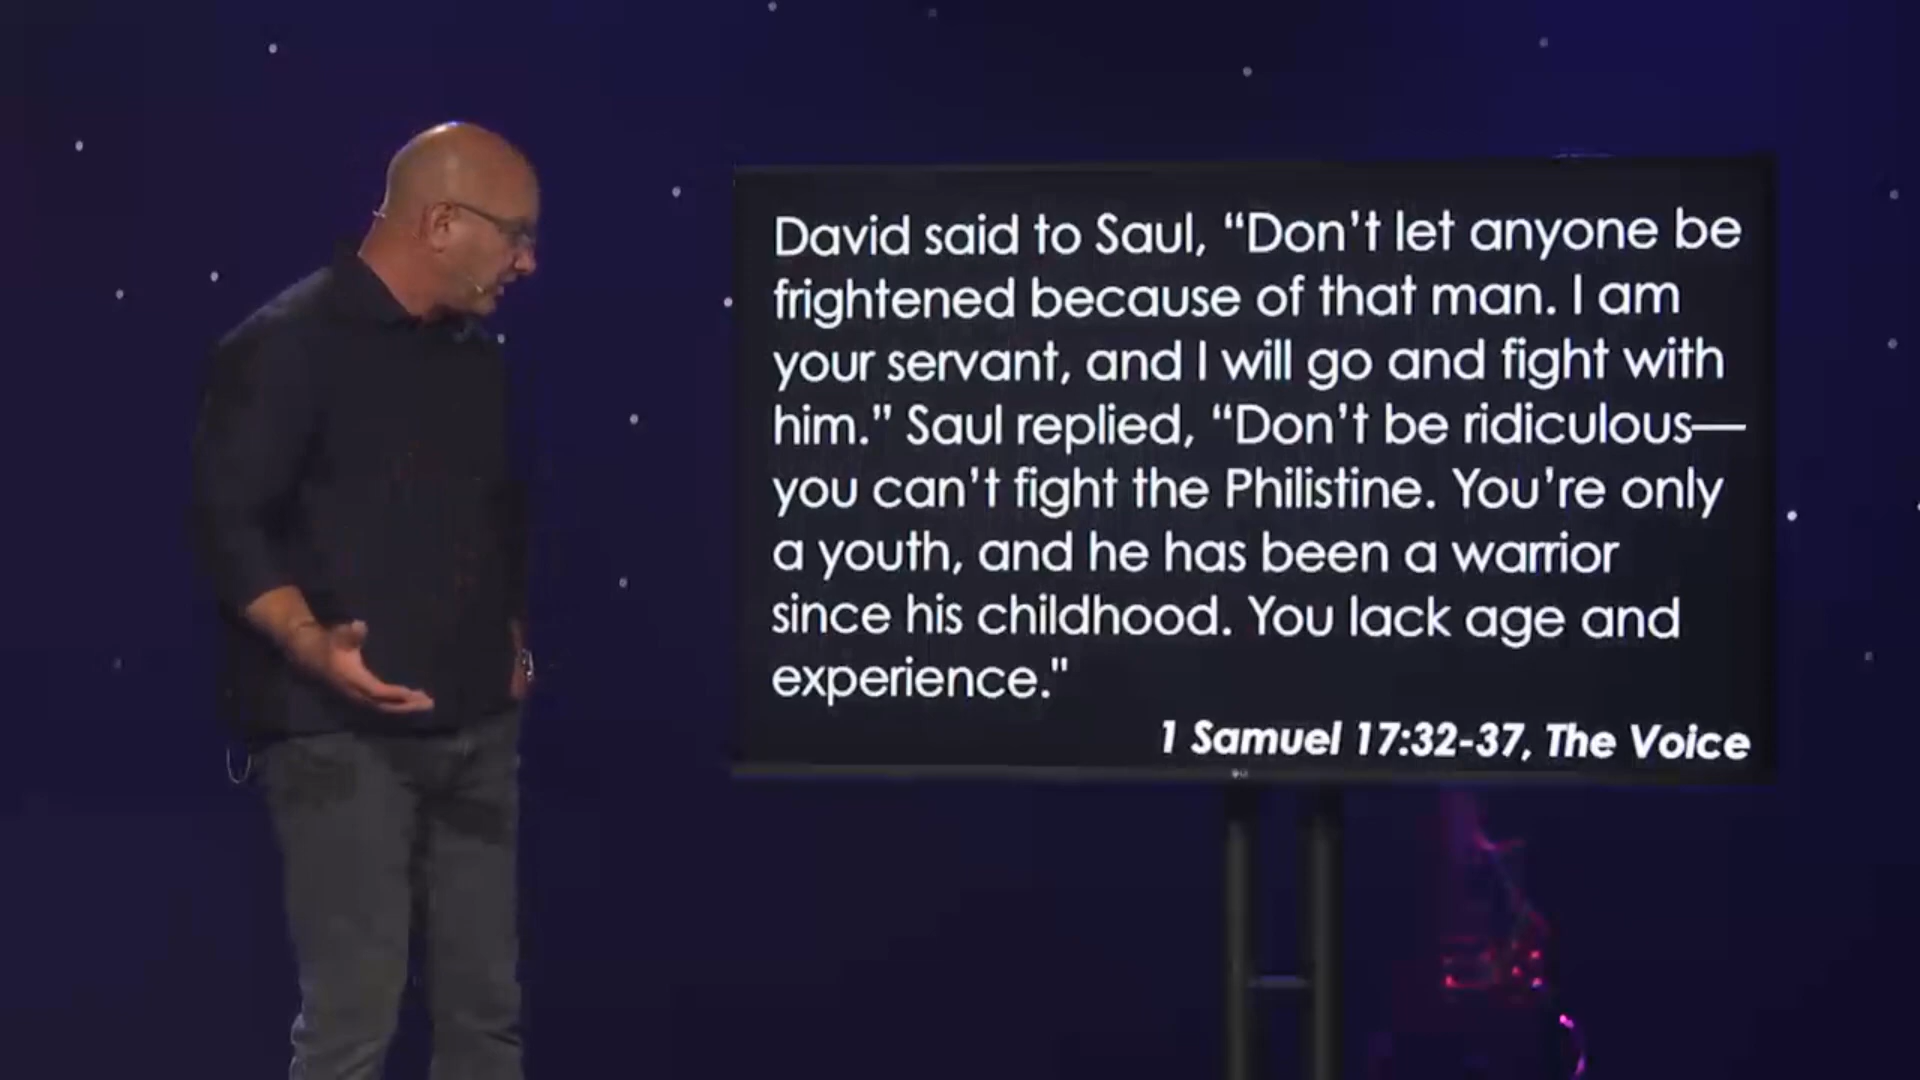 David said to Saul, “Don’t let anyone be
frightened because of that man. I am
your servant, and I will go and fight with
him.” Saul replied, “Don’t be ridiculous—
you can’t fight the Philistine. You’re only
a youth, and he has been a warrior
since his childhood. You lack age and
experience."
1 Samuel 17:32-37, The Voice